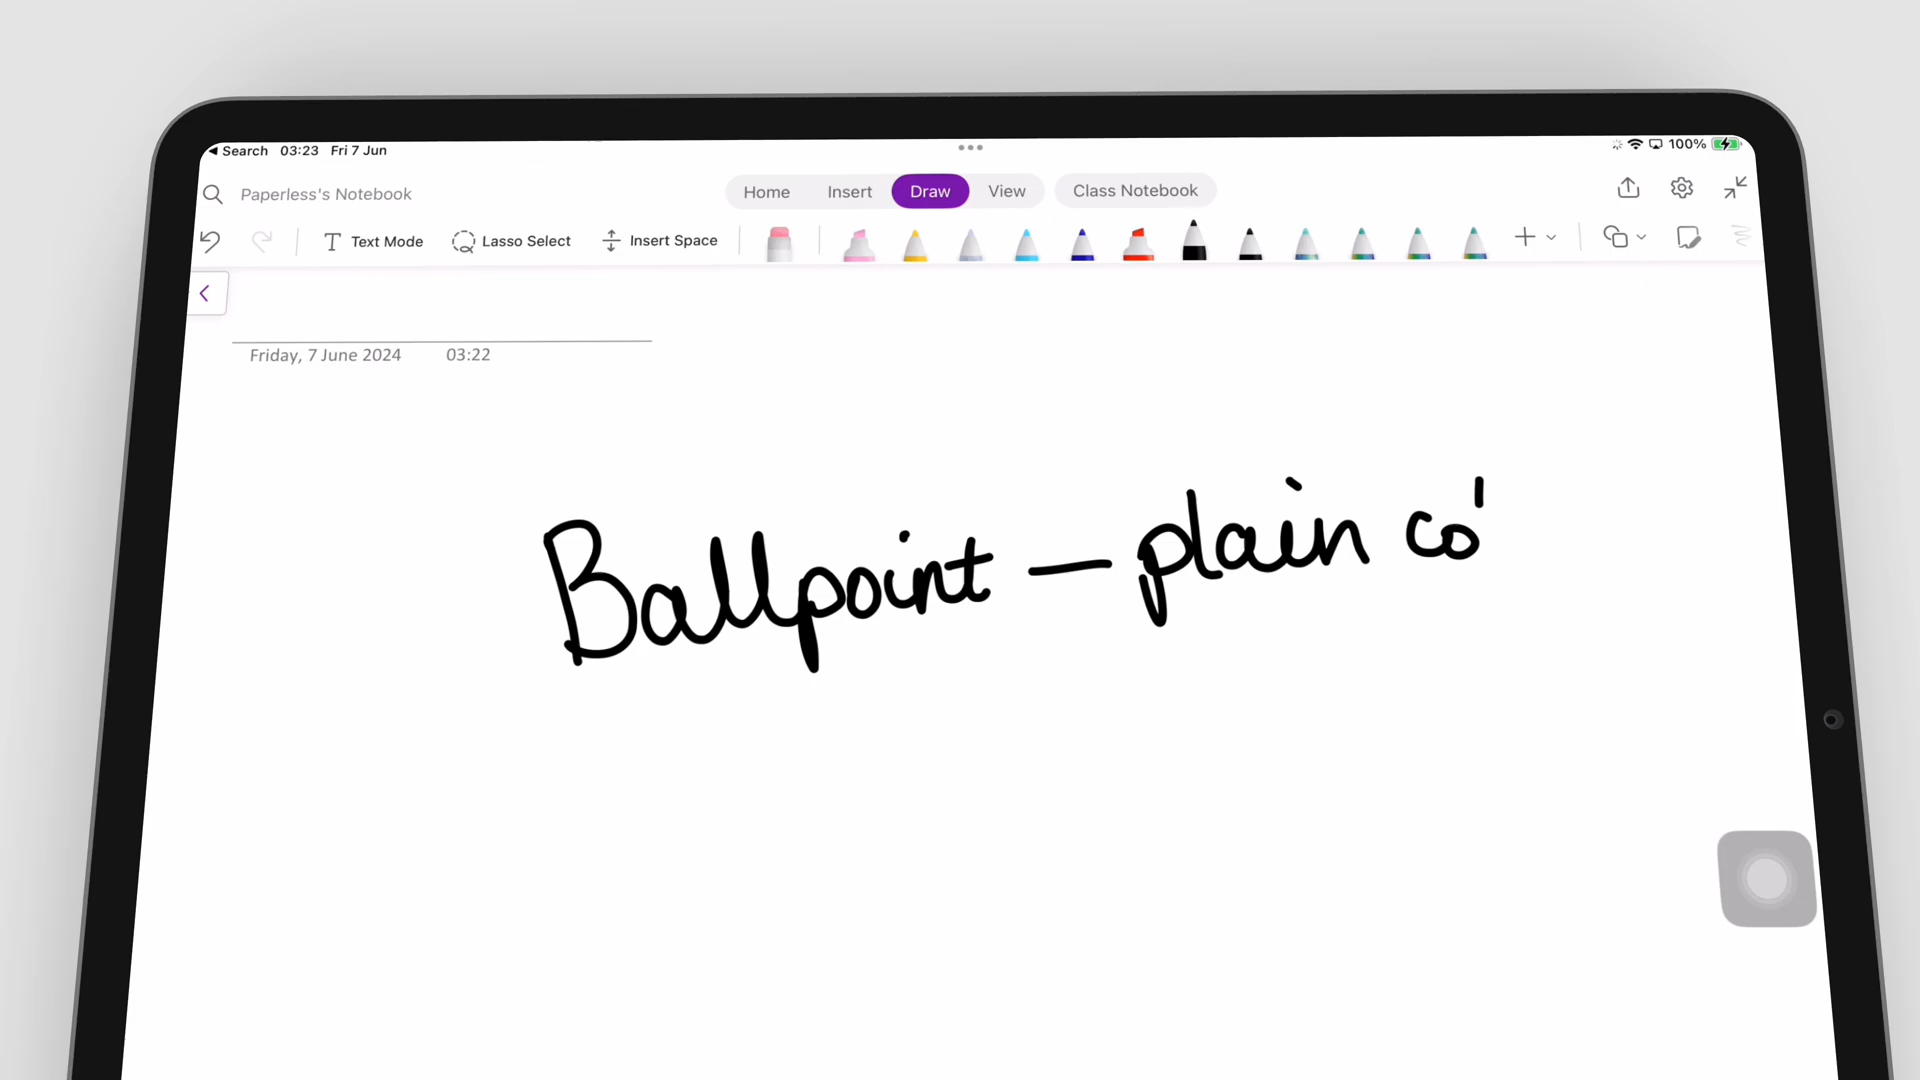 Search 03:23 Fri 7 Jun 100%
Paperless's Notebook Home Insert Draw View Class Notebook
Text Mode Lasso Select Insert Space
Friday, 7 June 2024 03:22
Ballpoint — plain co'